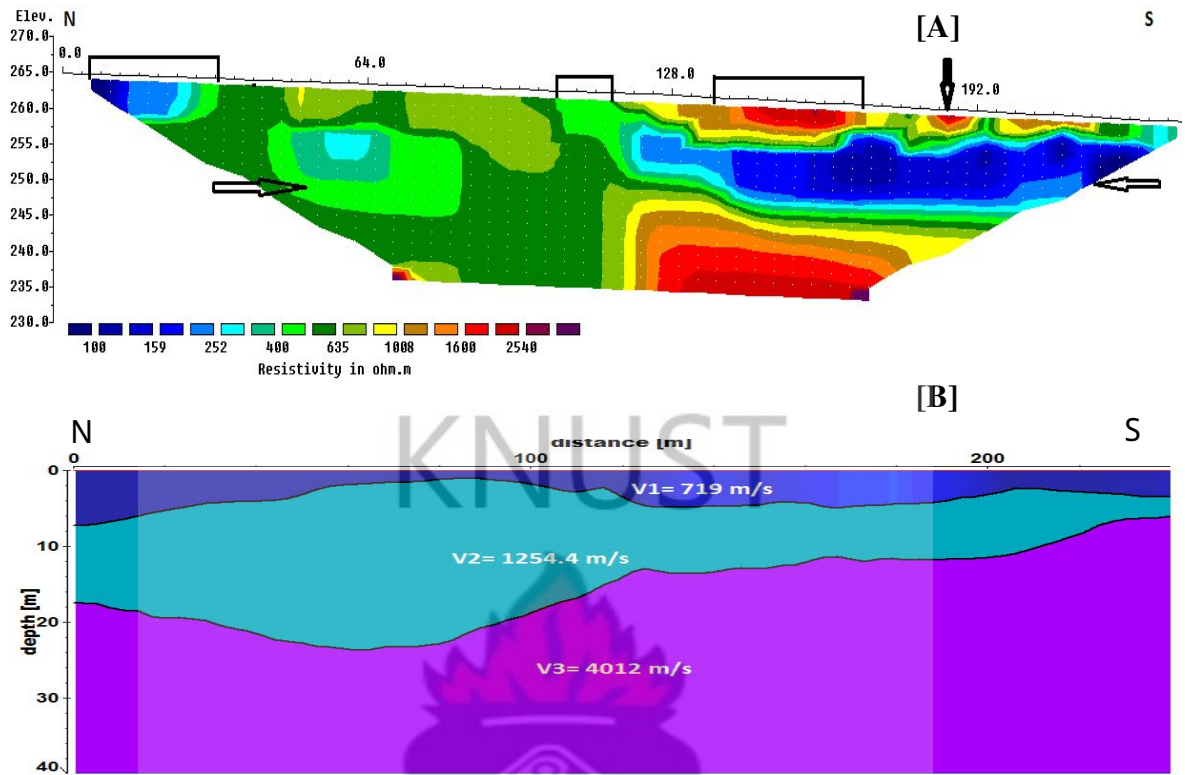 Elev. N [A] S
270.0
0.0
265.0 64.0
260.0 128.0
255.0 192.0
250.0
245.0
240.0
235.0
230.0
100 159 252 400 635 1008 1600 2540
Resistivity in ohm.m
[B]
KNUST
N distance [m] S
0 100 200
0
V1= 719 m/s
10
V2= 1254.4 m/s
depth [m]
20
V3= 4012 m/s
30
40